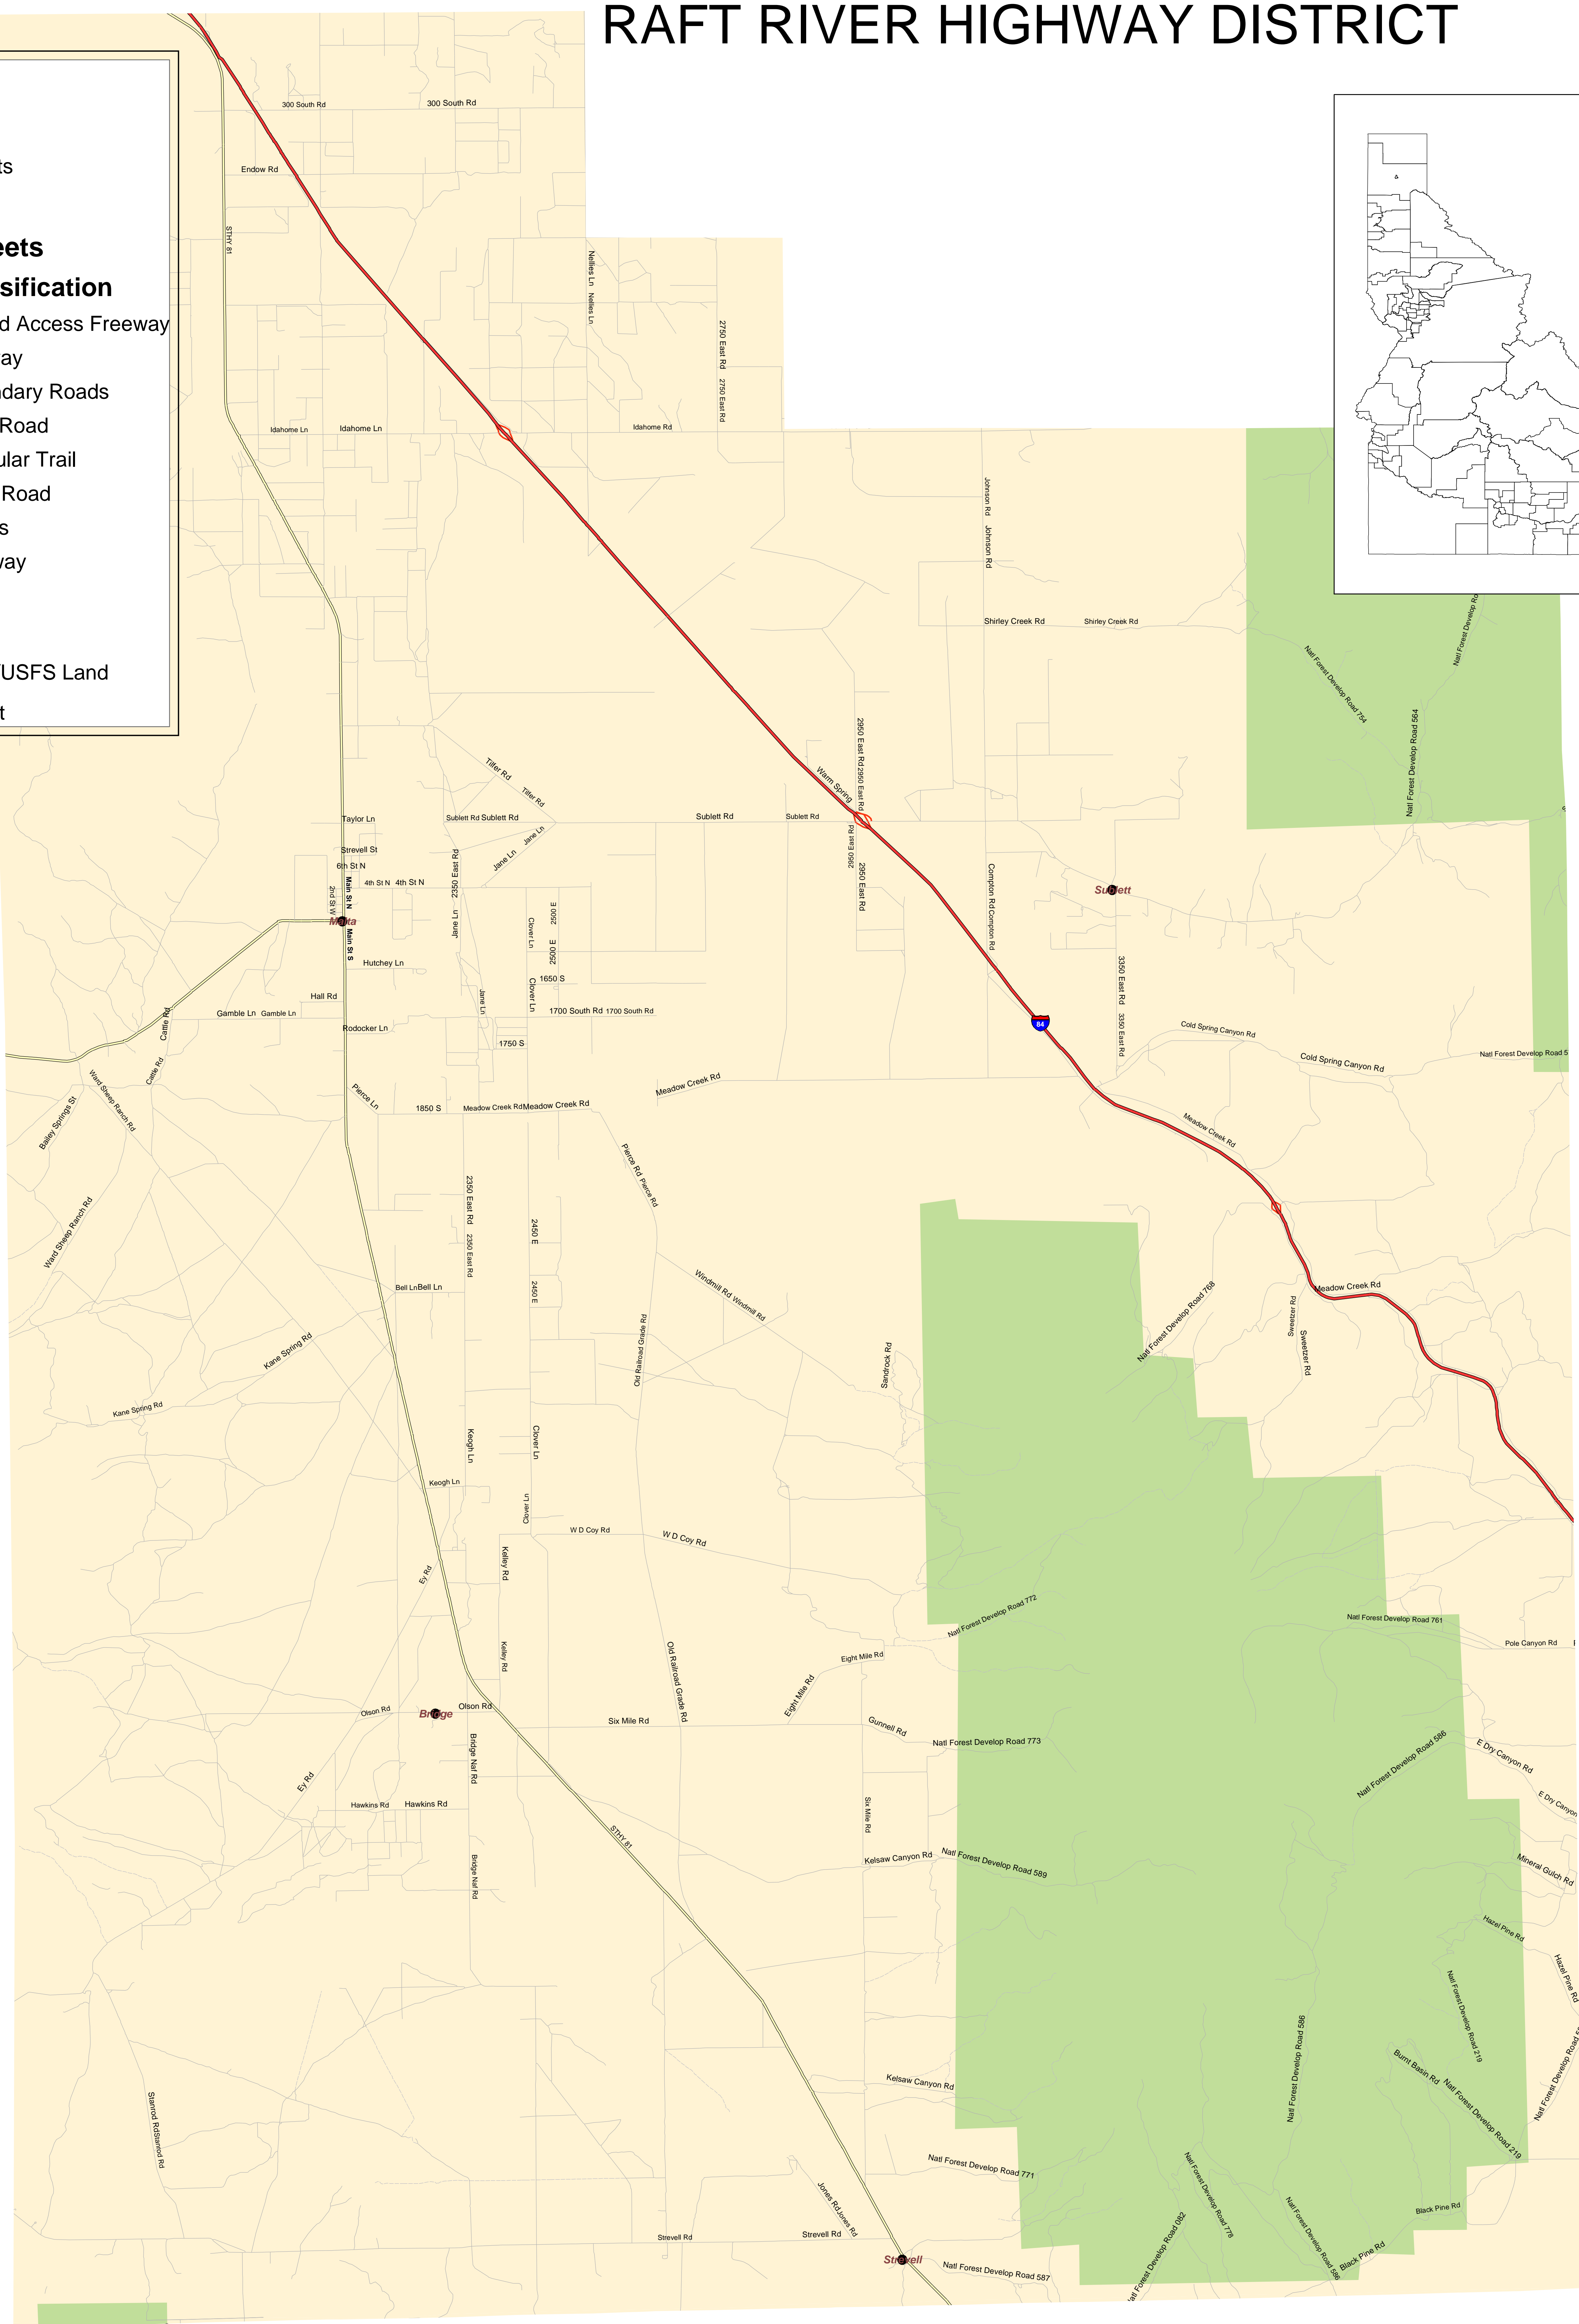 RAFT RIVER HIGHWAY DISTRICT
ts
eets
sification
d Access Freeway
ay
dary Roads
Road
ular Trail
Road
s
way
/USFS Land
t
300 South Rd
300 South Rd
Endow Rd
STHY 81
Nellies Ln
Nellies Ln
2750 East Rd
2750 East Rd
Idahome Ln
Idahome Ln
Idahome Rd
Johnson Rd
Johnson Rd
Shirley Creek Rd
Shirley Creek Rd
Natl Forest Develop Ro
Natl Forest Develop Road 754
Natl Forest Develop Road 564
2950 East Rd
2950 East Rd
Warm Spring
Tilfer Rd
Tilfer Rd
Taylor Ln
Sublett Rd
Sublett Rd
Sublett Rd
Sublett Rd
Jane Ln
Jane Ln
2950 East Rd
2950 East Rd
Strevell St
6th St N
4th St N
4th St N
2350 East Rd
Main St N
2nd St W
Malta
Main St S
Jane Ln
2500 E
2500 E
Clover Ln
Clover Ln
Compton Rd
Compton Rd
Sublett
Hutchey Ln
1650 S
3350 East Rd
3350 East Rd
Hall Rd
Jane Ln
Gamble Ln
Gamble Ln
1700 South Rd
1700 South Rd
Cattle Rd
Rodocker Ln
84
Cold Spring Canyon Rd
Cold Spring Canyon Rd
Natl Forest Develop Road 5
1750 S
Cattle Rd
Ward Sheep Ranch Rd
Bailey Springs St
Pierce Ln
1850 S
Meadow Creek Rd
Meadow Creek Rd
Meadow Creek Rd
Meadow Creek Rd
Pierce Rd
Pierce Rd
2350 East Rd
2350 East Rd
Ward Sheep Ranch Rd
2450 E
2450 E
Bell Ln
Bell Ln
Windmill Rd
Windmill Rd
Meadow Creek Rd
Natl Forest Develop Road 768
Sweetzer Rd
Sweetzer Rd
Kane Spring Rd
Kane Spring Rd
Old Railroad Grade Rd
Shadrock Rd
Keogh Ln
Clover Ln
Keogh Ln
Clover Ln
W D Coy Rd
W D Coy Rd
Kelley Rd
Ey Rd
Natl Forest Develop Road 772
Natl Forest Develop Road 761
Pole Canyon Rd
Kelley Rd
Old Railroad Grade Rd
Eight Mile Rd
Eight Mile Rd
Olson Rd
Bridge
Olson Rd
Six Mile Rd
Gunnell Rd
Natl Forest Develop Road 773
Bridge Naf Rd
Natl Forest Develop Road 586
E Dry Canyon Rd
E Dry Canyon
Ey Rd
Hawkins Rd
Hawkins Rd
Six Mile Rd
STHY 81
Bridge Naf Rd
Kelsaw Canyon Rd
Natl Forest Develop Road 589
Mineral Gulch Rd
Hazel Pine Rd
Hazel Pine Rd
Natl Forest Develop Road 219
Natl Forest Develop Road 586
Burnt Basin Rd
Natl Forest Develop Road 219
Natl Forest Develop Road
Kelsaw Canyon Rd
Stanrod Rd
Stanrod Rd
Natl Forest Develop Road 771
Natl Forest Develop Road 778
Jones Rd
Jones Rd
Natl Forest Develop Road 586
Black Pine Rd
Black Pine Rd
Natl Forest Develop Road 082
Strevell Rd
Strevell Rd
Strevell
Natl Forest Develop Road 587